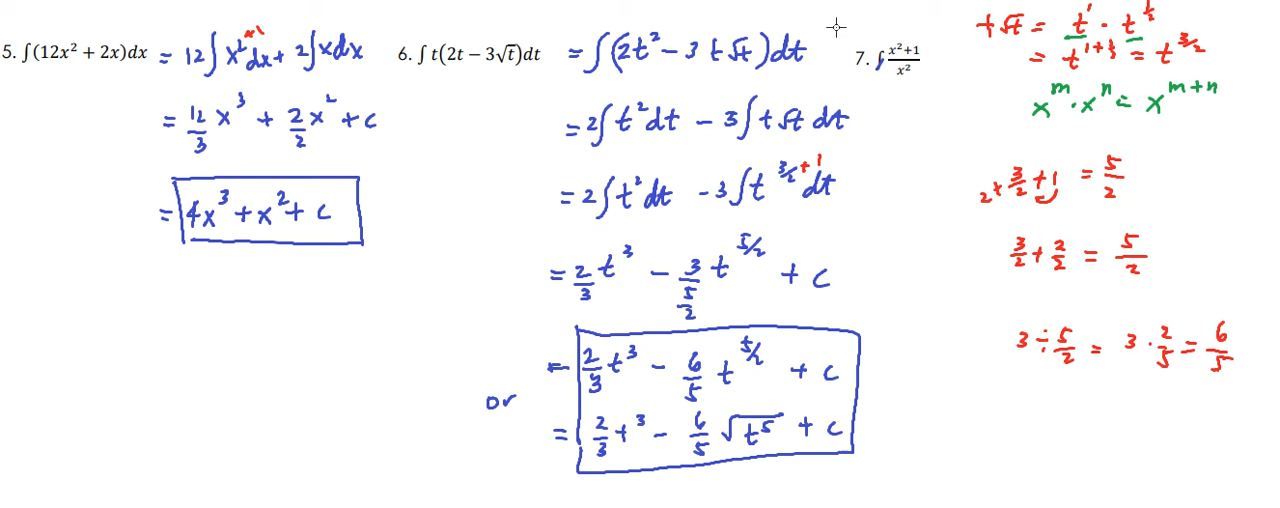 5. ∫(12x² + 2x)dx = 12∫x²⁺¹dx + 2∫xdx
= 12/3 x³ + 2/2 x² + c
= 4x³ + x² + c
6. ∫ t(2t − 3√t)dt = ∫(2t² − 3t√t)dt
= 2∫t²dt − 3∫t√t dt
= 2∫t²dt − 3∫t^(3/2 + 1) dt
= 2/3 t³ − 3/(5/2) t^(5/2) + c
= 2/3 t³ − 6/5 t^(5/2) + c
or
= 2/3 t³ − 6/5 √t⁵ + c
7. ∫ (x²+1)/x²
t√t = t¹ · t^(1/2)
= t^(1+1/2) = t^(3/2)
x^m · x^n = x^(m+n)
2 + 3/2 + 1 = 5/2
3/2 + 2/2 = 5/2
3 ÷ 5/2 = 3 · 2/5 = 6/5